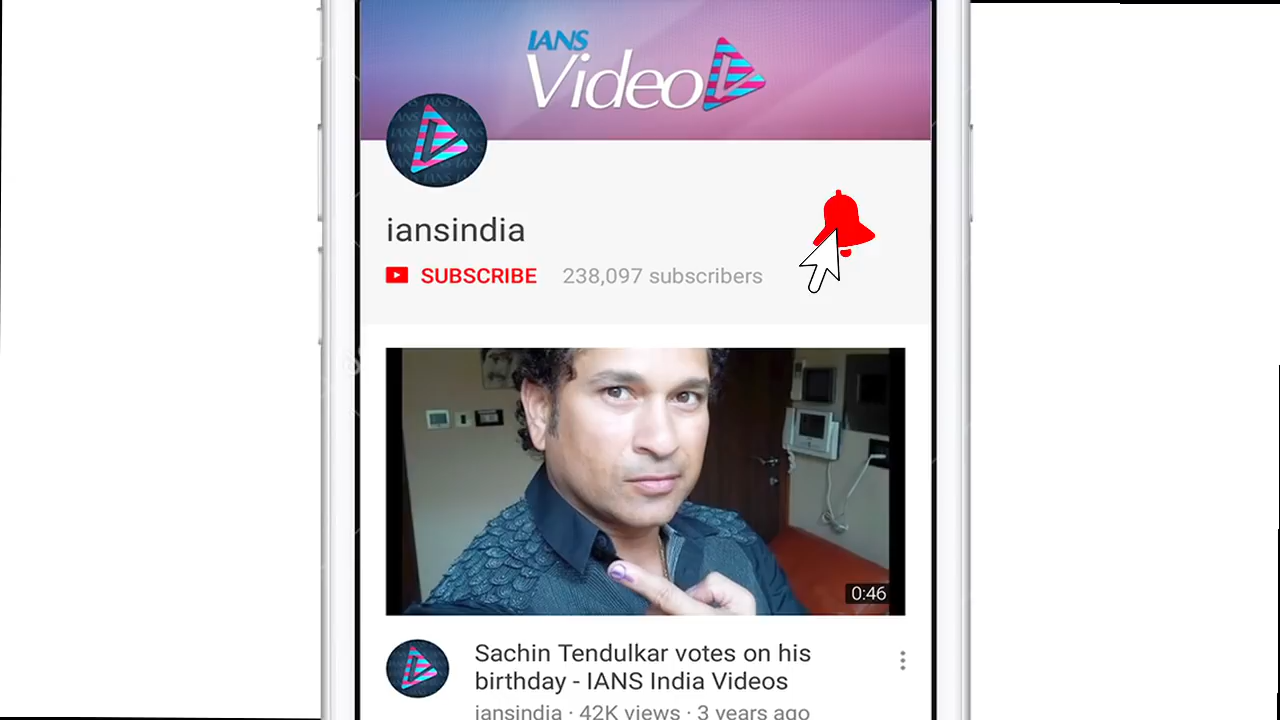 IANS
Video
iansindia
SUBSCRIBE 238,097 subscribers
0:46
Sachin Tendulkar votes on his
birthday - IANS India Videos
iansindia · 42K views · 3 years ago